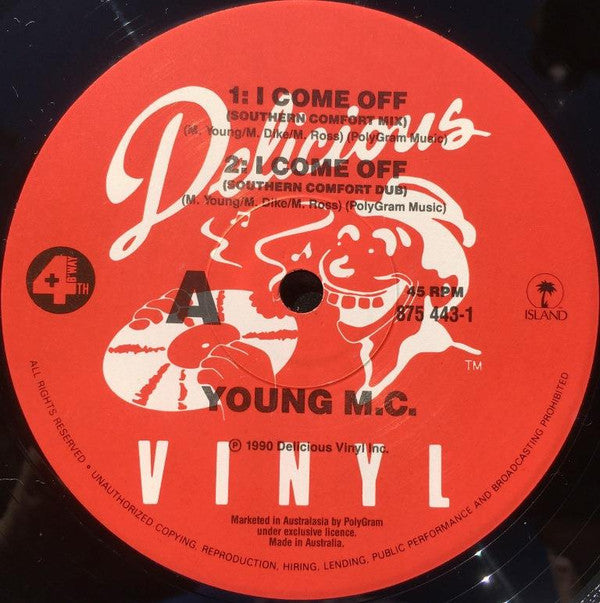 Delicious
1: I COME OFF
(SOUTHERN COMFORT MIX)
(M. Young/M. Dike/M. Ross) (PolyGram Music)
2: I COME OFF
(SOUTHERN COMFORT DUB)
(M. Young/M. Dike/M. Ross) (PolyGram Music)
4TH + B'WAY
A
45 RPM
875 443-1
ISLAND
TM
YOUNG M.C.
℗ 1990 Delicious Vinyl Inc.
VINYL
Marketed in Australasia by PolyGram
under exclusive licence.
Made in Australia.
ALL RIGHTS RESERVED • UNAUTHORIZED COPYING, REPRODUCTION, HIRING, LENDING, PUBLIC PERFORMANCE AND BROADCASTING PROHIBITED